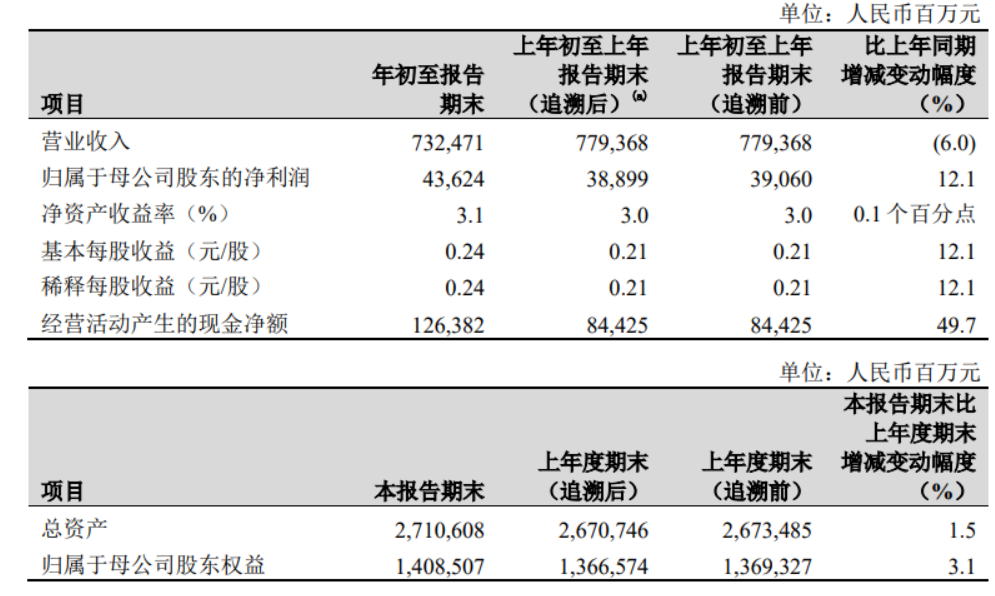 单位：人民币百万元
项目 年初至报告期末 上年初至上年报告期末（追溯后）(a) 上年初至上年报告期末（追溯前） 比上年同期增减变动幅度（%）
营业收入 732,471 779,368 779,368 (6.0)
归属于母公司股东的净利润 43,624 38,899 39,060 12.1
净资产收益率（%） 3.1 3.0 3.0 0.1 个百分点
基本每股收益（元/股） 0.24 0.21 0.21 12.1
稀释每股收益（元/股） 0.24 0.21 0.21 12.1
经营活动产生的现金净额 126,382 84,425 84,425 49.7
单位：人民币百万元
项目 本报告期末 上年度期末（追溯后） 上年度期末（追溯前） 本报告期末比上年度期末增减变动幅度（%）
总资产 2,710,608 2,670,746 2,673,485 1.5
归属于母公司股东权益 1,408,507 1,366,574 1,369,327 3.1